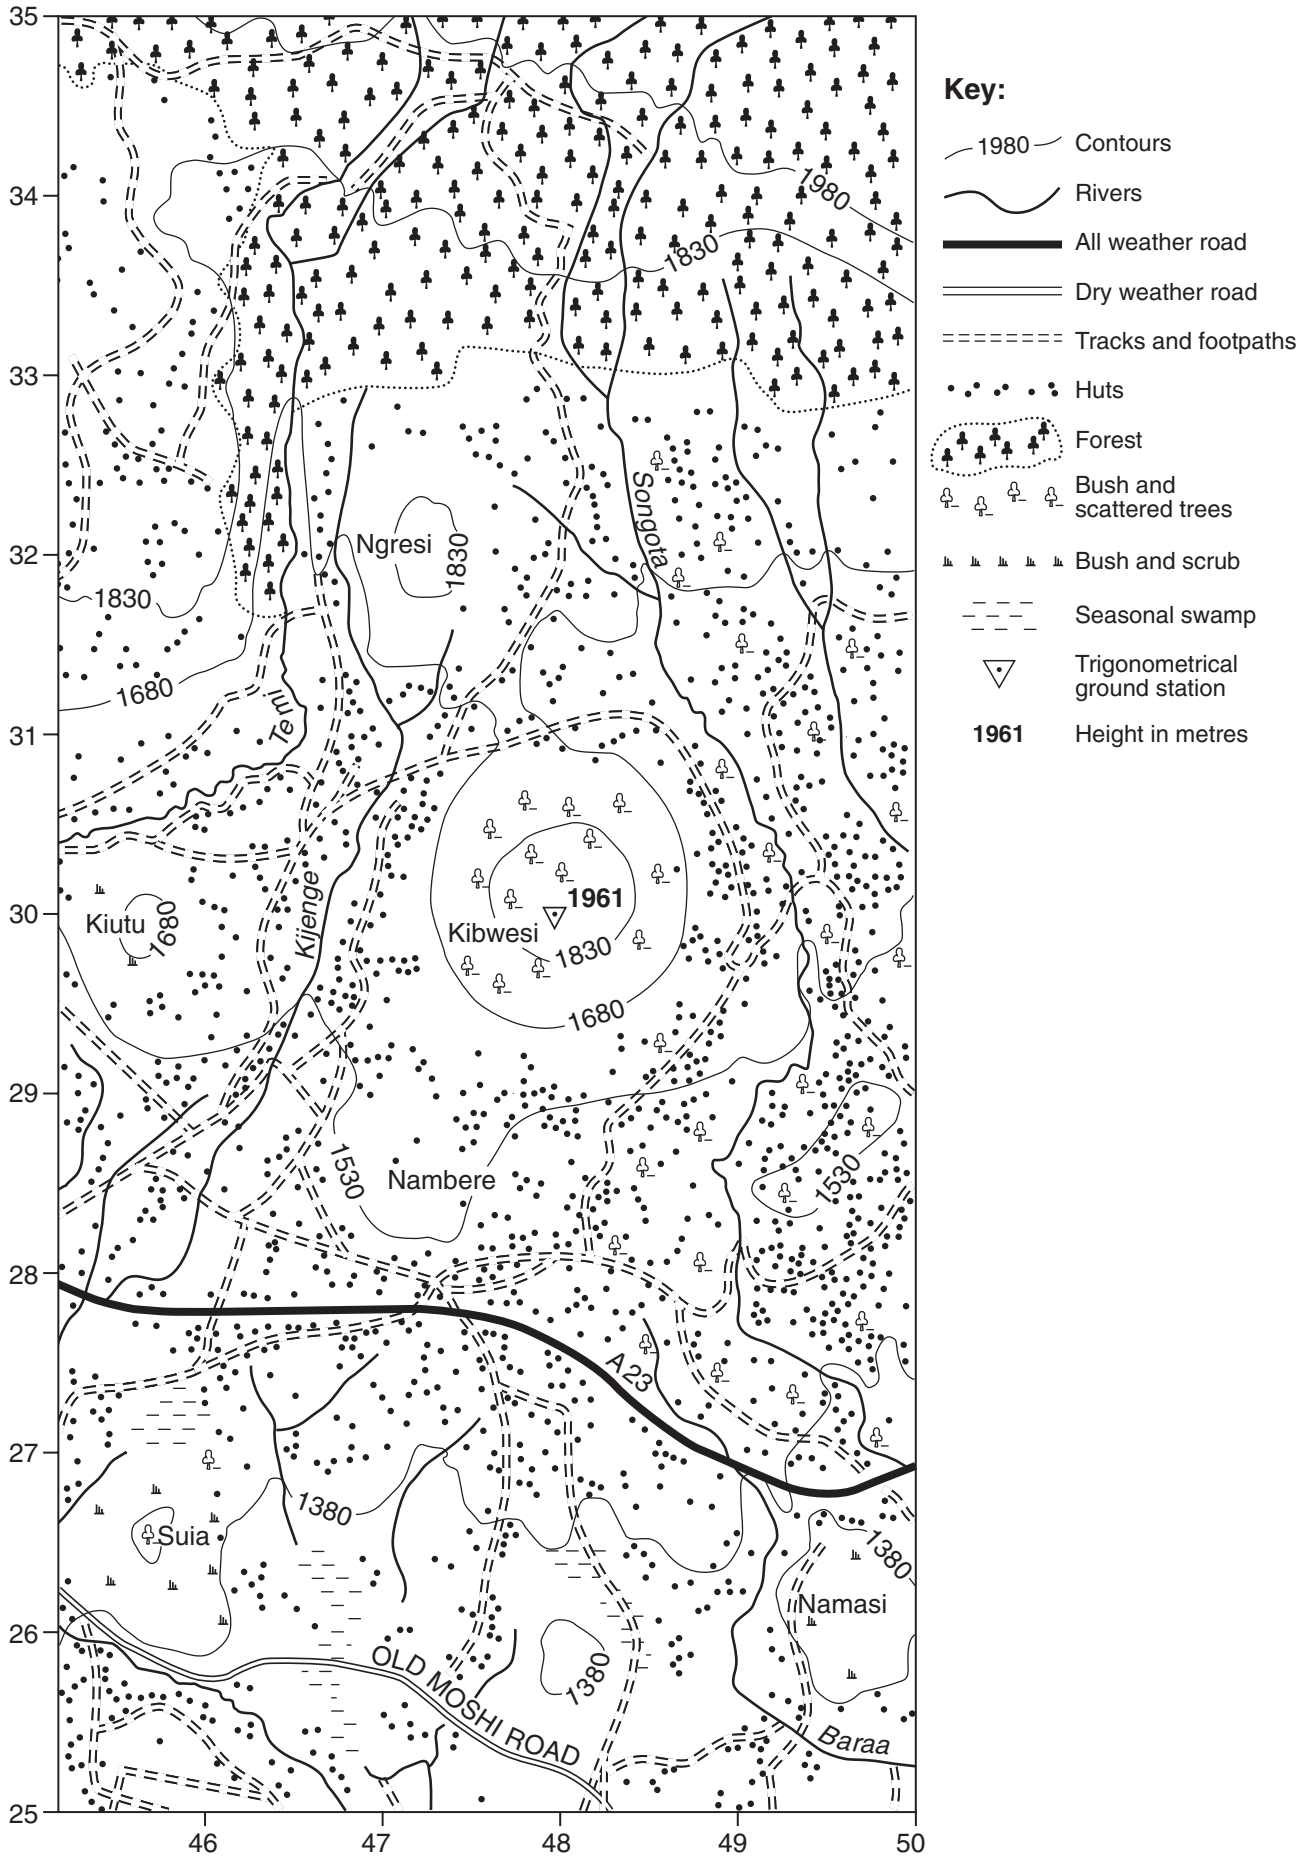 35
34
33
32
31
30
29
28
27
26
25
46
47
48
49
50
1980
1830
Songota
Ngresi
1830
1830
1680
Temi
Kijenge
Kiutu
1680
1961
Kibwesi
1830
1680
1530
Nambere
1530
A23
1380
Suia
1380
Namasi
OLD MOSHI ROAD
1380
Baraa
Key:
1980
Contours
Rivers
All weather road
Dry weather road
Tracks and footpaths
Huts
Forest
Bush and
scattered trees
Bush and scrub
Seasonal swamp
Trigonometrical
ground station
1961
Height in metres